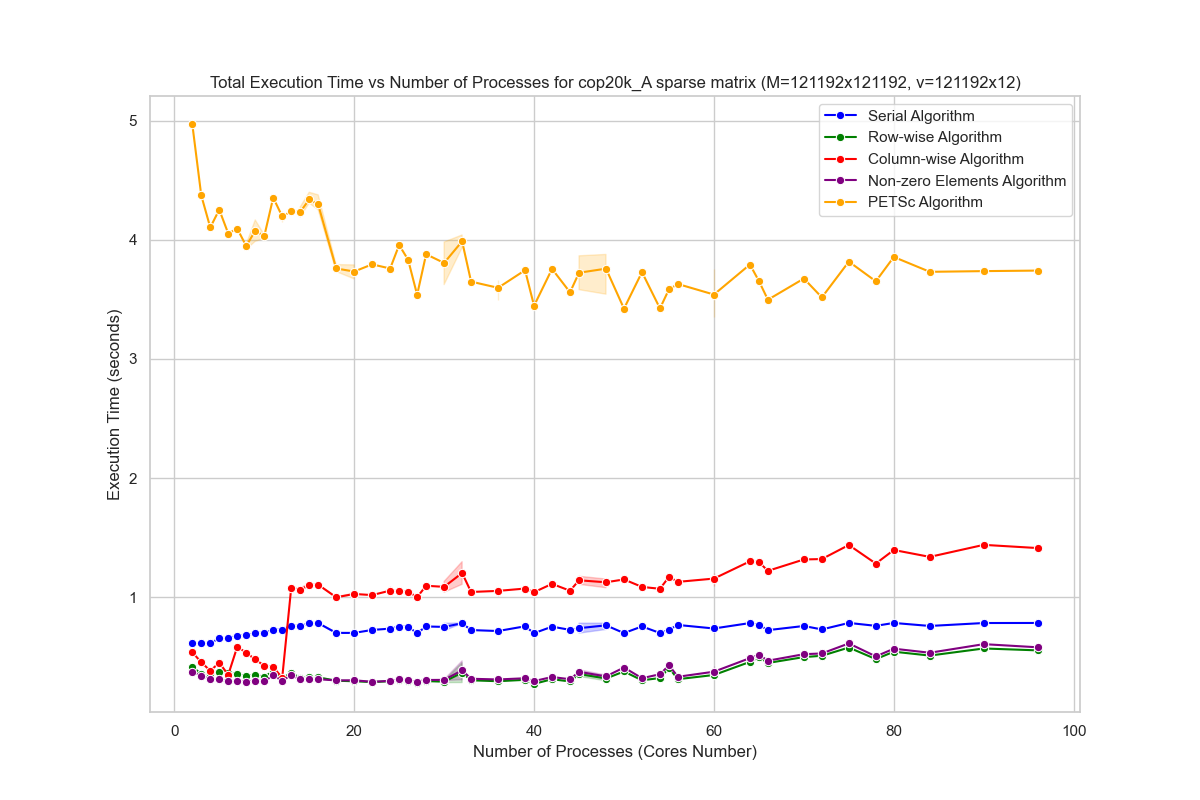 Total Execution Time vs Number of Processes for cop20k_A sparse matrix (M=121192x121192, v=121192x12)
Serial Algorithm
Row-wise Algorithm
Column-wise Algorithm
Non-zero Elements Algorithm
PETSc Algorithm
Execution Time (seconds)
5
4
3
2
1
0 20 40 60 80 100
Number of Processes (Cores Number)